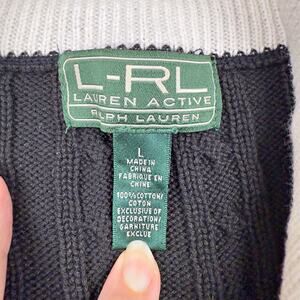 L-RL
LAUREN ACTIVE
RALPH LAUREN
L
MADE IN
CHINA
FABRIQUE EN
CHINE
100% COTTON/
COTON
EXCLUSIVE OF
DECORATION/
GARNITURE
EXCLUE